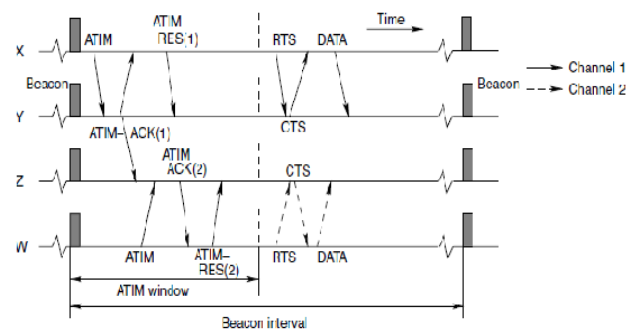 ATIM
Time
X
ATIM
RES(1)
RTS
DATA
Beacon
Beacon
Channel 1
Channel 2
Y
ATIM- ACK(1)
CTS
ATIM
ACK(2)
CTS
Z
W
ATIM
ATIM-
RES(2)
RTS
DATA
ATIM window
Beacon interval